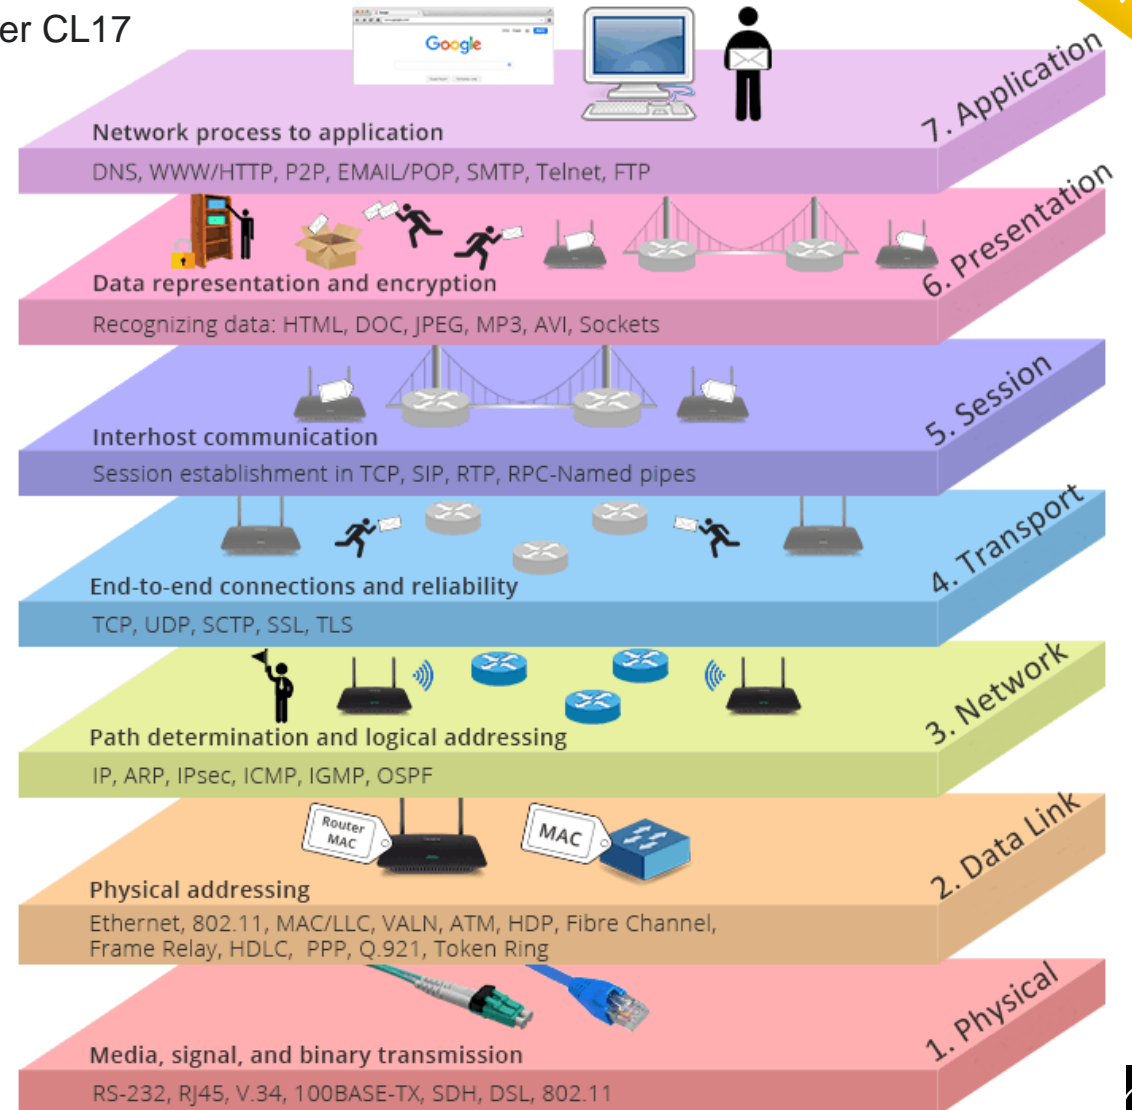 er CL17
Google
7. Application
Network process to application
DNS, WWW/HTTP, P2P, EMAIL/POP, SMTP, Telnet, FTP
6. Presentation
Data representation and encryption
Recognizing data: HTML, DOC, JPEG, MP3, AVI, Sockets
5. Session
Interhost communication
Session establishment in TCP, SIP, RTP, RPC-Named pipes
4. Transport
End-to-end connections and reliability
TCP, UDP, SCTP, SSL, TLS
3. Network
Path determination and logical addressing
IP, ARP, IPsec, ICMP, IGMP, OSPF
Router
MAC
MAC
2. Data Link
Physical addressing
Ethernet, 802.11, MAC/LLC, VALN, ATM, HDP, Fibre Channel,
Frame Relay, HDLC, PPP, Q.921, Token Ring
1. Physical
Media, signal, and binary transmission
RS-232, RJ45, V.34, 100BASE-TX, SDH, DSL, 802.11